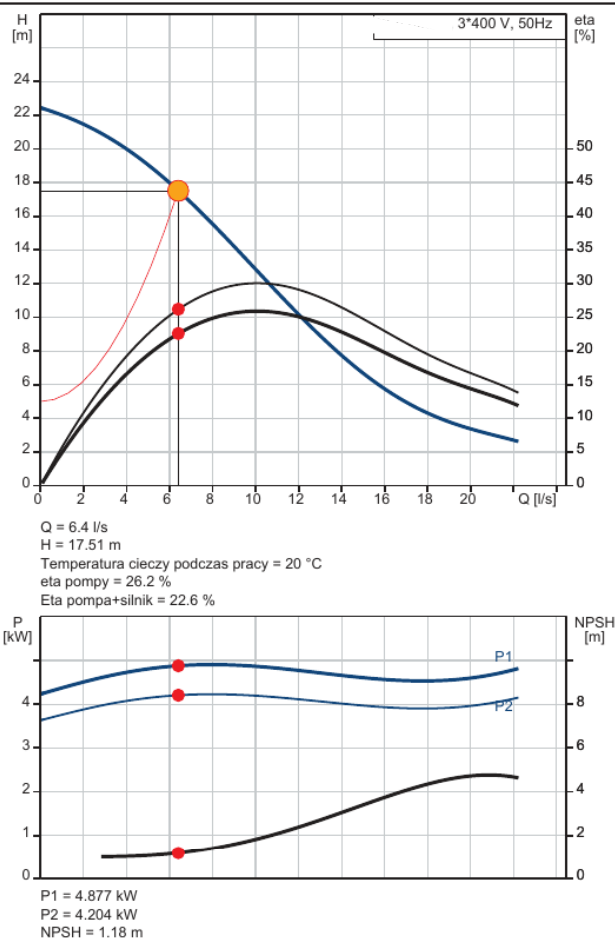 H
[m]
3*400 V, 50Hz
eta
[%]
24
22
20
18
16
14
12
10
8
6
4
2
0
50
45
40
35
30
25
20
15
10
5
0
0 2 4 6 8 10 12 14 16 18 20 Q [l/s]
Q = 6.4 l/s
H = 17.51 m
Temperatura cieczy podczas pracy = 20 °C
eta pompy = 26.2 %
Eta pompa+silnik = 22.6 %
P
[kW]
NPSH
[m]
P1
P2
4
3
2
1
0
8
6
4
2
0
P1 = 4.877 kW
P2 = 4.204 kW
NPSH = 1.18 m